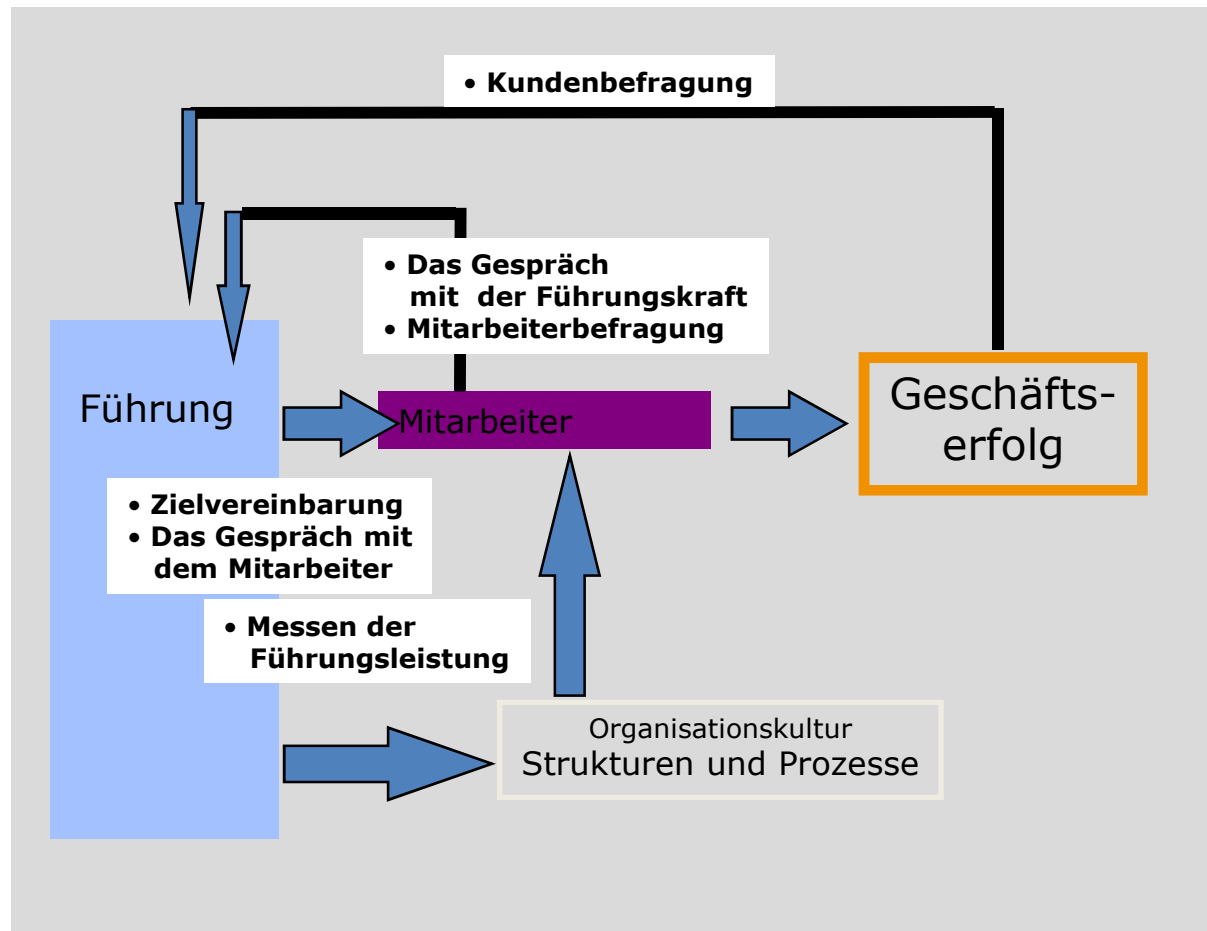 • Kundenbefragung
• Das Gespräch
mit der Führungskraft
• Mitarbeiterbefragung
Führung
Mitarbeiter
Geschäfts-
erfolg
• Zielvereinbarung
• Das Gespräch mit
dem Mitarbeiter
• Messen der
Führungsleistung
Organisationskultur
Strukturen und Prozesse